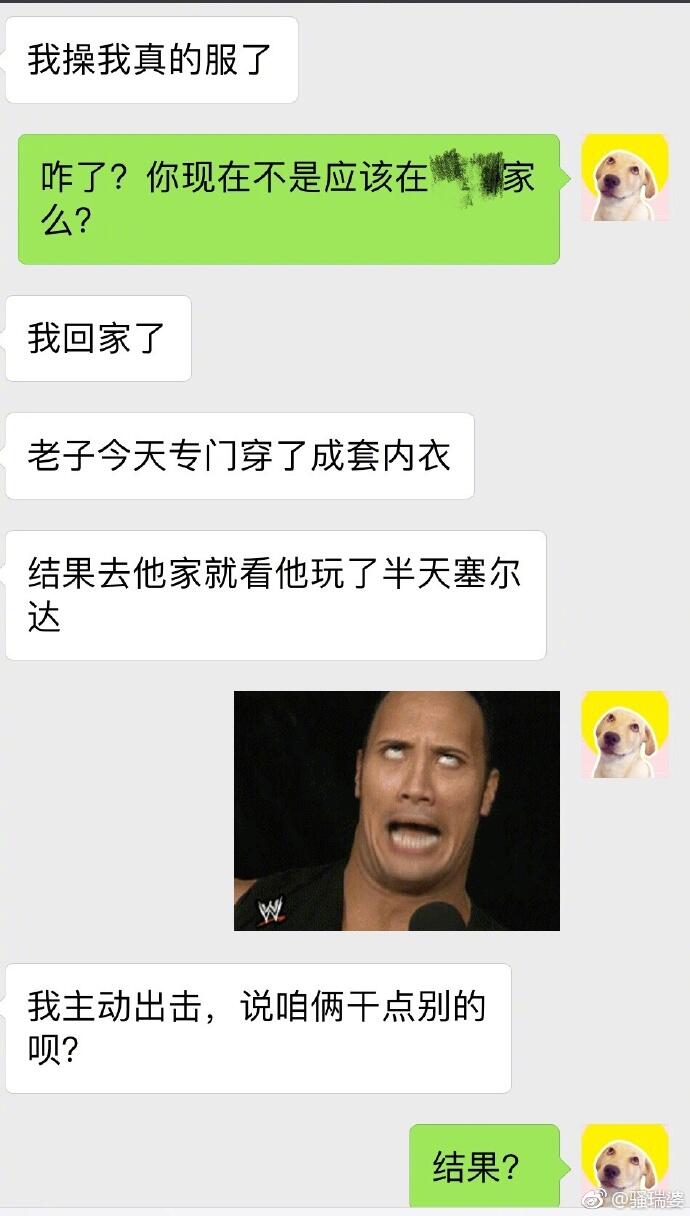 我操我真的服了
咋了？你现在不是应该在家
么？
我回家了
老子今天专门穿了成套内衣
结果去他家就看他玩了半天塞尔
达
W
我主动出击，说咱俩干点别的
呗？
结果？
@骚瑞婆